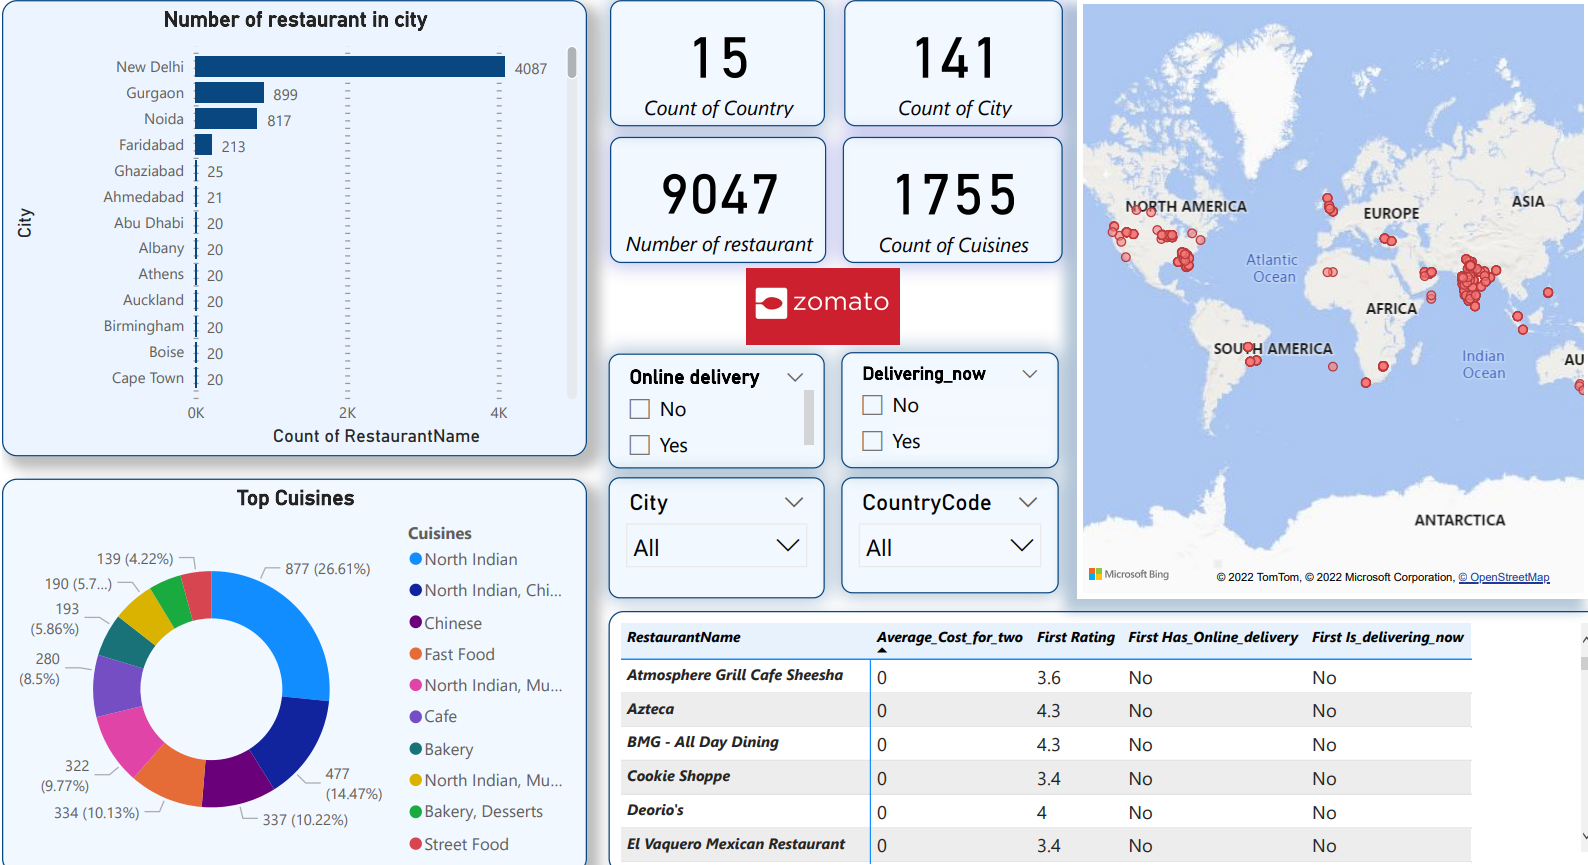 Number of restaurant in city
City
New Delhi 4087
Gurgaon 899
Noida 817
Faridabad 213
Ghaziabad 25
Ahmedabad 21
Abu Dhabi 20
Albany 20
Athens 20
Auckland 20
Birmingham 20
Boise 20
Cape Town 20
0K 2K 4K
Count of RestaurantName
15
Count of Country
141
Count of City
9047
Number of restaurant
1755
Count of Cuisines
zomato
Online delivery
No
Yes
Delivering_now
No
Yes
City
All
CountryCode
All
NORTH AMERICA
EUROPE
ASIA
Atlantic
Ocean
AFRICA
SOUTH AMERICA
Indian
Ocean
AU
ANTARCTICA
Microsoft Bing
© 2022 TomTom, © 2022 Microsoft Corporation, © OpenStreetMap
Top Cuisines
877 (26.61%)
477
(14.47%)
337 (10.22%)
334 (10.13%)
322
(9.77%)
280
(8.5%)
193
(5.86%)
190 (5.7...)
139 (4.22%)
Cuisines
North Indian
North Indian, Chi...
Chinese
Fast Food
North Indian, Mu...
Cafe
Bakery
North Indian, Mu...
Bakery, Desserts
Street Food
RestaurantName Average_Cost_for_two First Rating First Has_Online_delivery First Is_delivering_now
Atmosphere Grill Cafe Sheesha 0 3.6 No No
Azteca 0 4.3 No No
BMG - All Day Dining 0 4.3 No No
Cookie Shoppe 0 3.4 No No
Deorio's 0 4 No No
El Vaquero Mexican Restaurant 0 3.4 No No